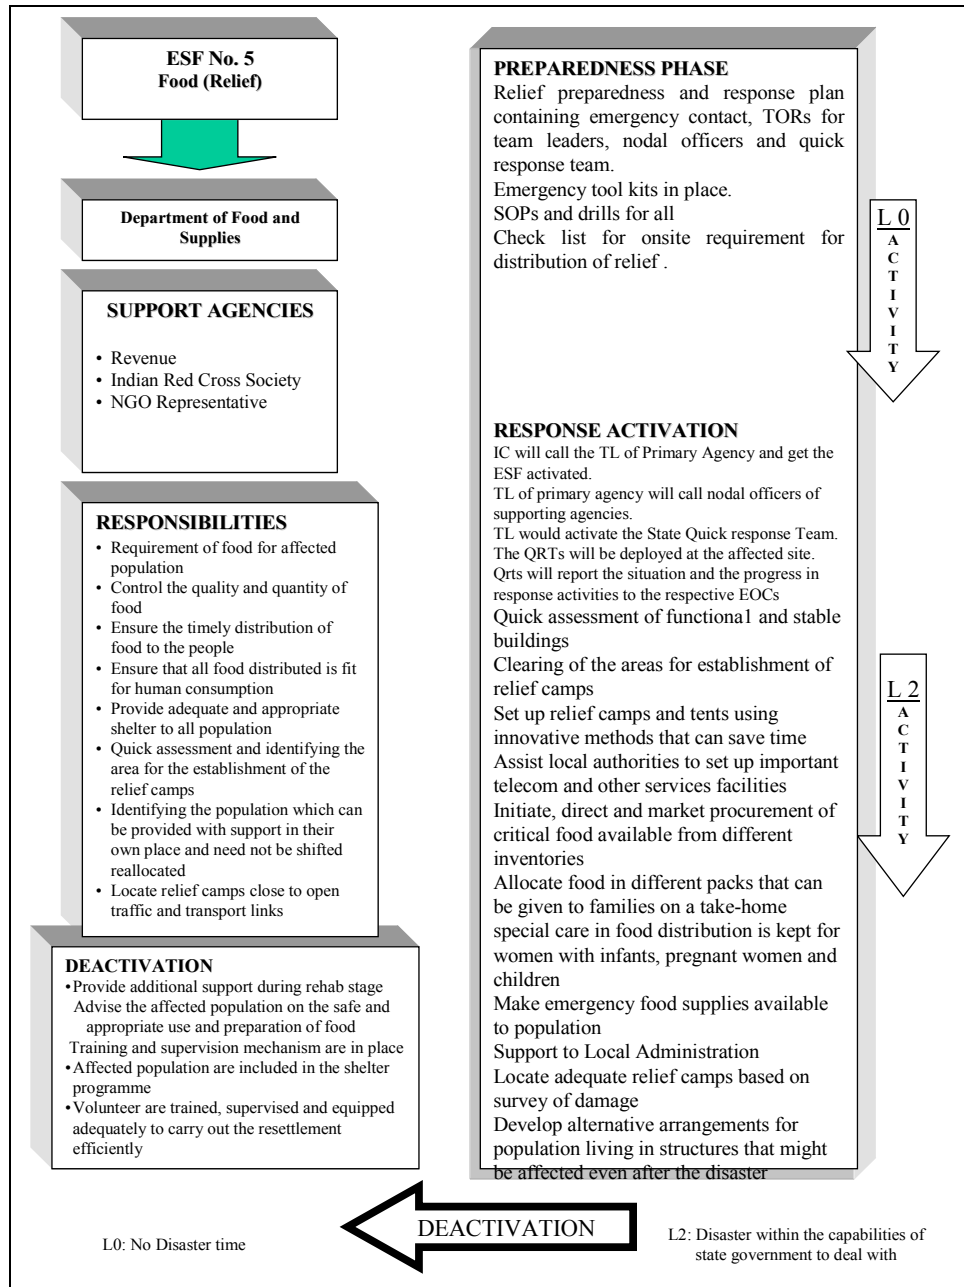 ESF No. 5
Food (Relief)
Department of Food and
Supplies
SUPPORT AGENCIES
• Revenue
• Indian Red Cross Society
• NGO Representative
RESPONSIBILITIES
• Requirement of food for affected
population
• Control the quality and quantity of
food
• Ensure the timely distribution of
food to the people
• Ensure that all food distributed is fit
for human consumption
• Provide adequate and appropriate
shelter to all population
• Quick assessment and identifying the
area for the establishment of the
relief camps
• Identifying the population which can
be provided with support in their
own place and need not be shifted
reallocated
• Locate relief camps close to open
traffic and transport links
DEACTIVATION
•Provide additional support during rehab stage
Advise the affected population on the safe and
appropriate use and preparation of food
Training and supervision mechanism are in place
•Affected population are included in the shelter
programme
•Volunteer are trained, supervised and equipped
adequately to carry out the resettlement
efficiently
PREPAREDNESS PHASE
Relief preparedness and response plan
containing emergency contact, TORs for
team leaders, nodal officers and quick
response team.
Emergency tool kits in place.
SOPs and drills for all
Check list for onsite requirement for
distribution of relief .
RESPONSE ACTIVATION
IC will call the TL of Primary Agency and get the
ESF activated.
TL of primary agency will call nodal officers of
supporting agencies.
TL would activate the State Quick response Team.
The QRTs will be deployed at the affected site.
Qrts will report the situation and the progress in
response activities to the respective EOCs
Quick assessment of functiona1 and stable
buildings
Clearing of the areas for establishment of
relief camps
Set up relief camps and tents using
innovative methods that can save time
Assist local authorities to set up important
telecom and other services facilities
Initiate, direct and market procurement of
critical food available from different
inventories
Allocate food in different packs that can
be given to families on a take-home
special care in food distribution is kept for
women with infants, pregnant women and
children
Make emergency food supplies available
to population
Support to Local Administration
Locate adequate relief camps based on
survey of damage
Develop alternative arrangements for
population living in structures that might
be affected even after the disaster
L 0
A
C
T
I
V
I
T
Y
L 2
A
C
T
I
V
I
T
Y
DEACTIVATION
L0: No Disaster time
L2: Disaster within the capabilities of
state government to deal with